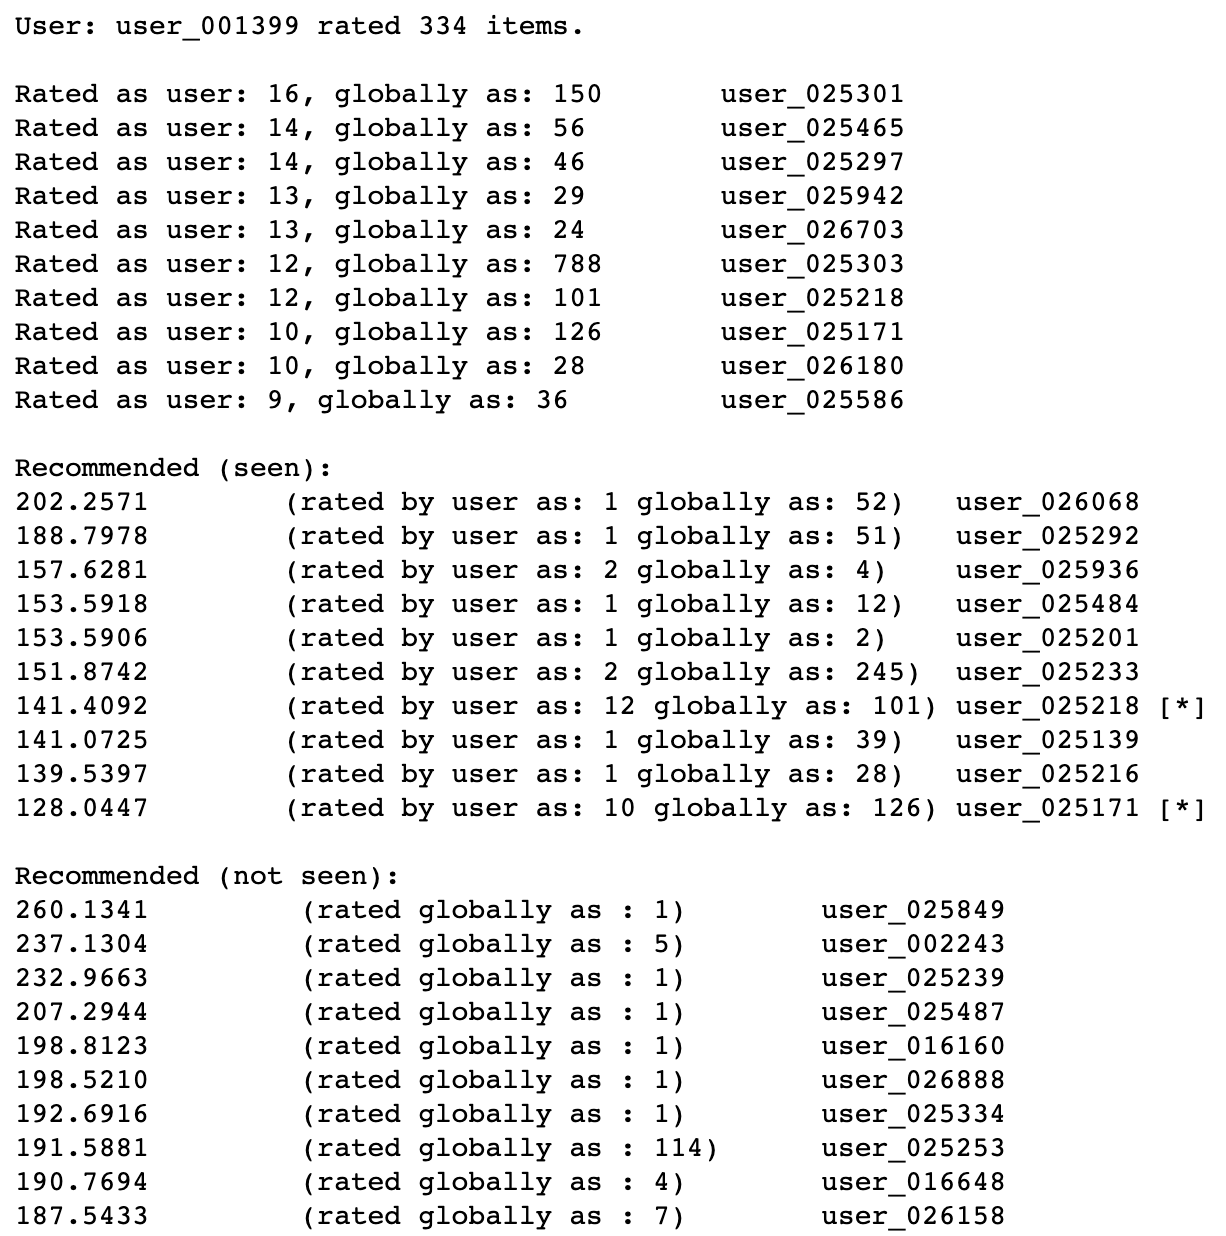 User: user_001399 rated 334 items.
Rated as user: 16, globally as: 150 user_025301
Rated as user: 14, globally as: 56 user_025465
Rated as user: 14, globally as: 46 user_025297
Rated as user: 13, globally as: 29 user_025942
Rated as user: 13, globally as: 24 user_026703
Rated as user: 12, globally as: 788 user_025303
Rated as user: 12, globally as: 101 user_025218
Rated as user: 10, globally as: 126 user_025171
Rated as user: 10, globally as: 28 user_026180
Rated as user: 9, globally as: 36 user_025586
Recommended (seen):
202.2571 (rated by user as: 1 globally as: 52) user_026068
188.7978 (rated by user as: 1 globally as: 51) user_025292
157.6281 (rated by user as: 2 globally as: 4) user_025936
153.5918 (rated by user as: 1 globally as: 12) user_025484
153.5906 (rated by user as: 1 globally as: 2) user_025201
151.8742 (rated by user as: 2 globally as: 245) user_025233
141.4092 (rated by user as: 12 globally as: 101) user_025218 [*]
141.0725 (rated by user as: 1 globally as: 39) user_025139
139.5397 (rated by user as: 1 globally as: 28) user_025216
128.0447 (rated by user as: 10 globally as: 126) user_025171 [*]
Recommended (not seen):
260.1341 (rated globally as : 1) user_025849
237.1304 (rated globally as : 5) user_002243
232.9663 (rated globally as : 1) user_025239
207.2944 (rated globally as : 1) user_025487
198.8123 (rated globally as : 1) user_016160
198.5210 (rated globally as : 1) user_026888
192.6916 (rated globally as : 1) user_025334
191.5881 (rated globally as : 114) user_025253
190.7694 (rated globally as : 4) user_016648
187.5433 (rated globally as : 7) user_026158